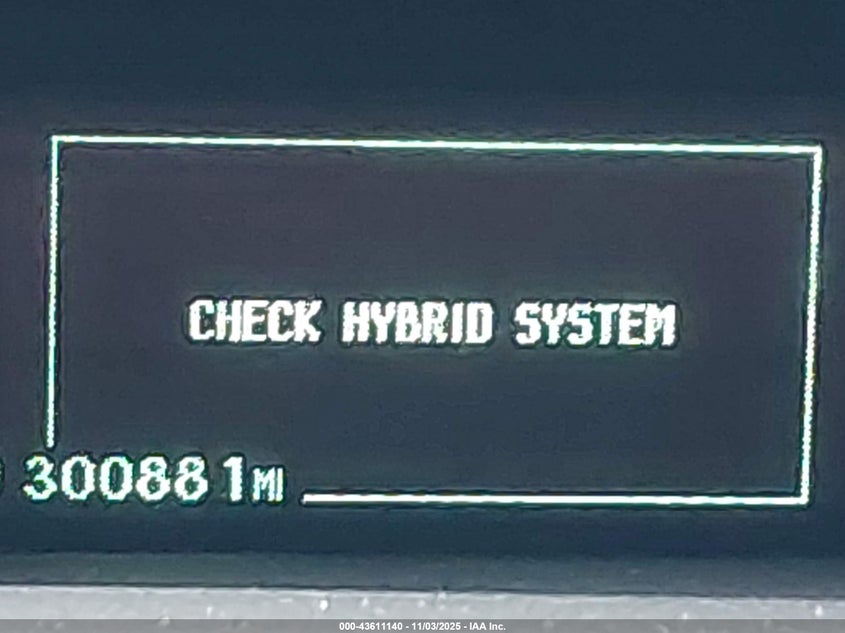 CHECK HYBRID SYSTEM
300881MI
000-43611140 - 11/03/2025 - IAA Inc.